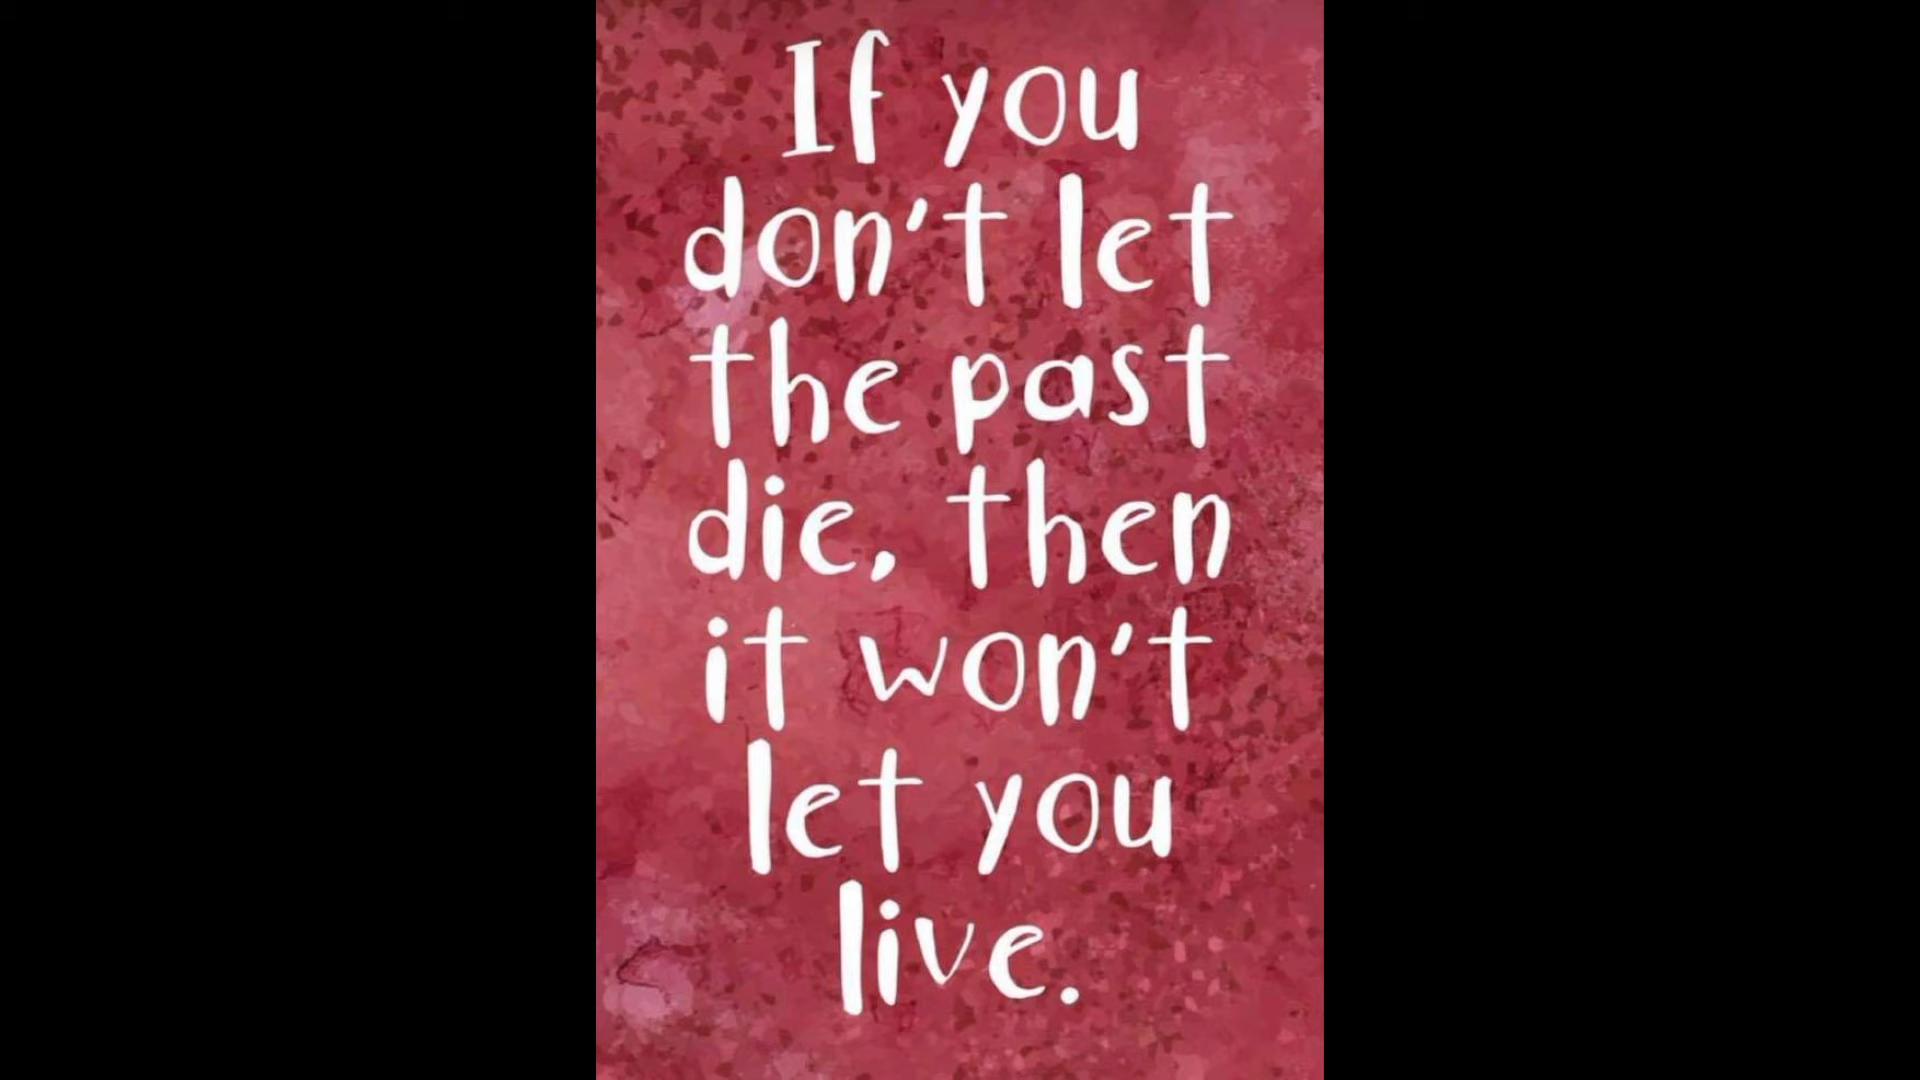 If you
don't let
the past
die, then
it won't
let you
live.